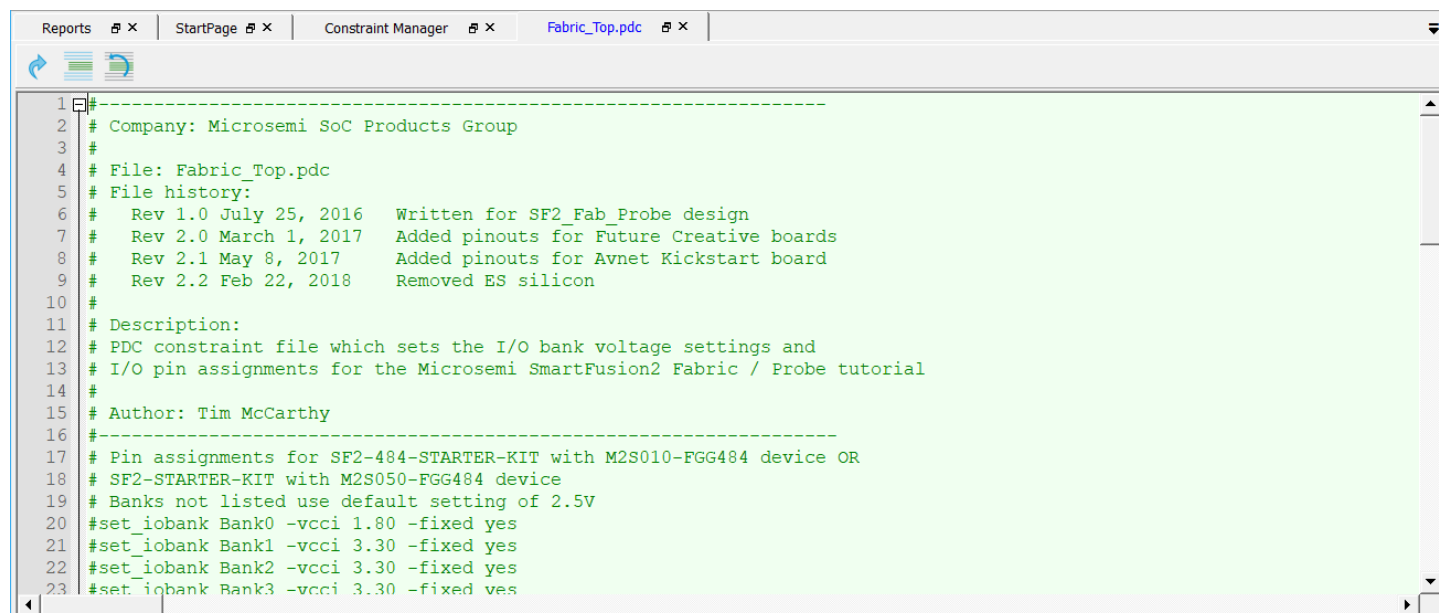 Reports StartPage Constraint Manager Fabric_Top.pdc
1 #------------------------------------------------------------------
2 # Company: Microsemi SoC Products Group
3 #
4 # File: Fabric_Top.pdc
5 # File history:
6 #   Rev 1.0 July 25, 2016   Written for SF2_Fab_Probe design
7 #   Rev 2.0 March 1, 2017   Added pinouts for Future Creative boards
8 #   Rev 2.1 May 8, 2017     Added pinouts for Avnet Kickstart board
9 #   Rev 2.2 Feb 22, 2018    Removed ES silicon
10 #
11 # Description:
12 # PDC constraint file which sets the I/O bank voltage settings and
13 # I/O pin assignments for the Microsemi SmartFusion2 Fabric / Probe tutorial
14 #
15 # Author: Tim McCarthy
16 #-------------------------------------------------------------------
17 # Pin assignments for SF2-484-STARTER-KIT with M2S010-FGG484 device OR
18 # SF2-STARTER-KIT with M2S050-FGG484 device
19 # Banks not listed use default setting of 2.5V
20 #set_iobank Bank0 -vcci 1.80 -fixed yes
21 #set_iobank Bank1 -vcci 3.30 -fixed yes
22 #set_iobank Bank2 -vcci 3.30 -fixed yes
23 #set_iobank Bank3 -vcci 3.30 -fixed yes